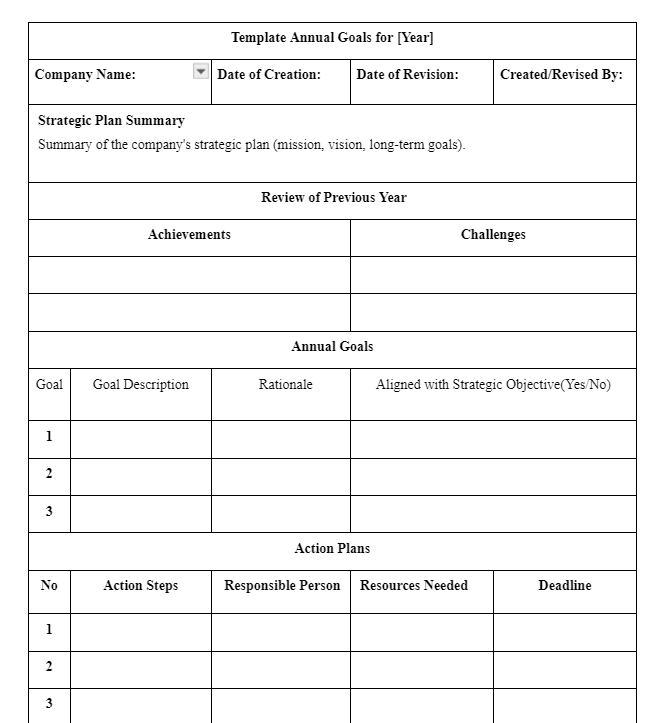 Template Annual Goals for [Year]
Company Name: Date of Creation: Date of Revision: Created/Revised By:
Strategic Plan Summary
Summary of the company's strategic plan (mission, vision, long-term goals).
Review of Previous Year
Achievements Challenges
Annual Goals
Goal Goal Description Rationale Aligned with Strategic Objective(Yes/No)
1
2
3
Action Plans
No Action Steps Responsible Person Resources Needed Deadline
1
2
3